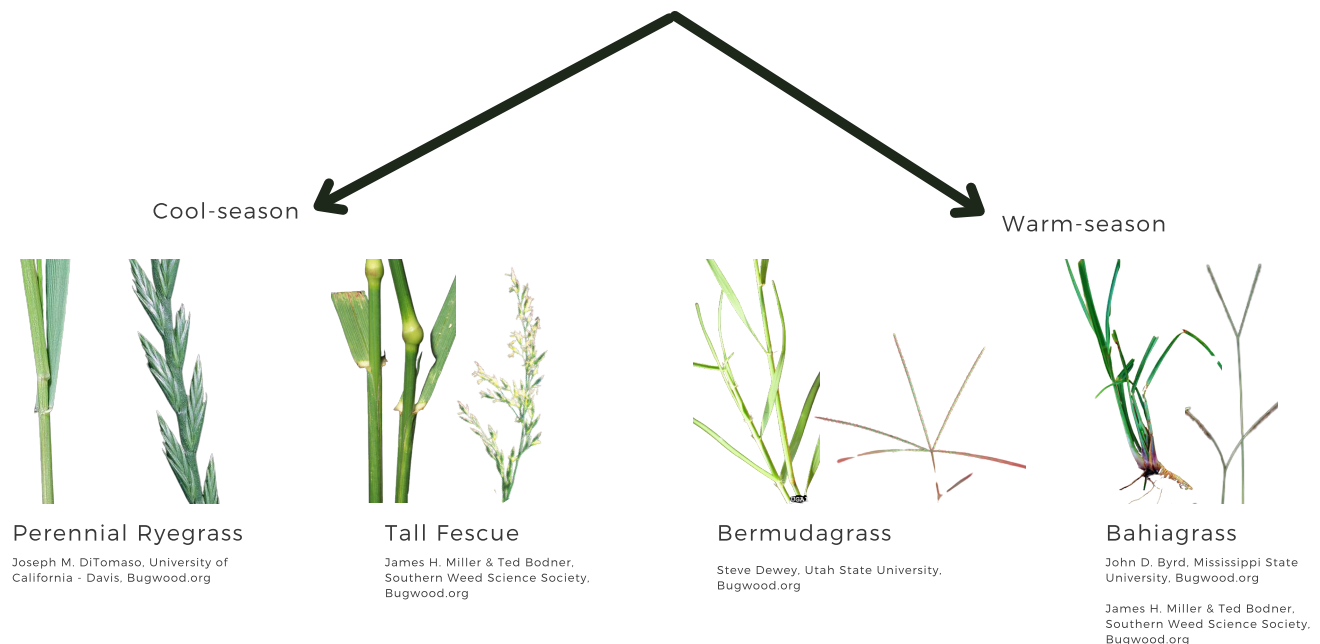 Cool-season
Warm-season
Perennial Ryegrass
Joseph M. DiTomaso, University of
California - Davis, Bugwood.org
Tall Fescue
James H. Miller & Ted Bodner,
Southern Weed Science Society,
Bugwood.org
Bermudagrass
Steve Dewey, Utah State University,
Bugwood.org
Bahiagrass
John D. Byrd, Mississippi State
University, Bugwood.org
James H. Miller & Ted Bodner,
Southern Weed Science Society,
Bugwood.org